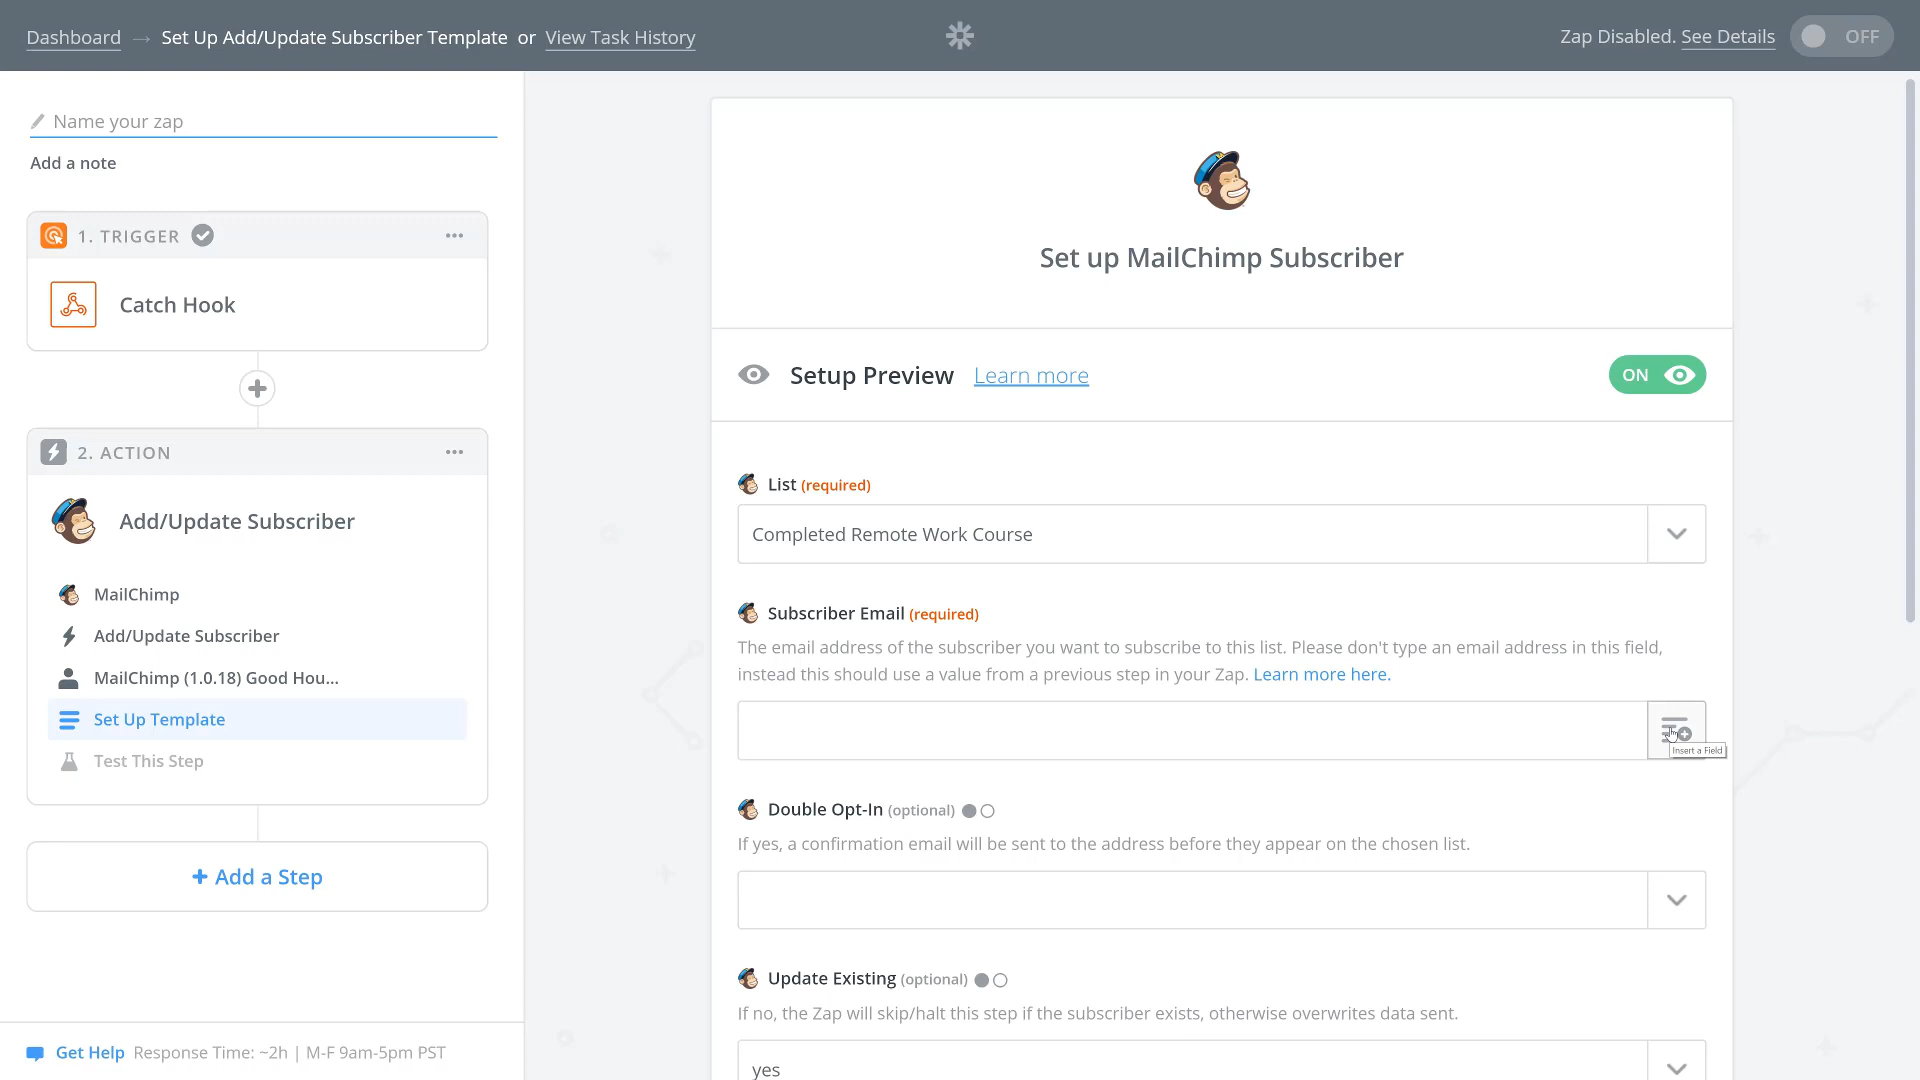 Dashboard → Set Up Add/Update Subscriber Template or View Task History
Zap Disabled. See Details
OFF
Name your zap
Add a note
1. TRIGGER
Catch Hook
2. ACTION
Add/Update Subscriber
MailChimp
Add/Update Subscriber
MailChimp (1.0.18) Good Hou...
Set Up Template
Test This Step
+ Add a Step
Get Help Response Time: ~2h | M-F 9am-5pm PST
Set up MailChimp Subscriber
Setup Preview Learn more
ON
List (required)
Completed Remote Work Course
Subscriber Email (required)
The email address of the subscriber you want to subscribe to this list. Please don't type an email address in this field,
instead this should use a value from a previous step in your Zap. Learn more here.
Insert a Field
Double Opt-In (optional)
If yes, a confirmation email will be sent to the address before they appear on the chosen list.
Update Existing (optional)
If no, the Zap will skip/halt this step if the subscriber exists, otherwise overwrites data sent.
yes